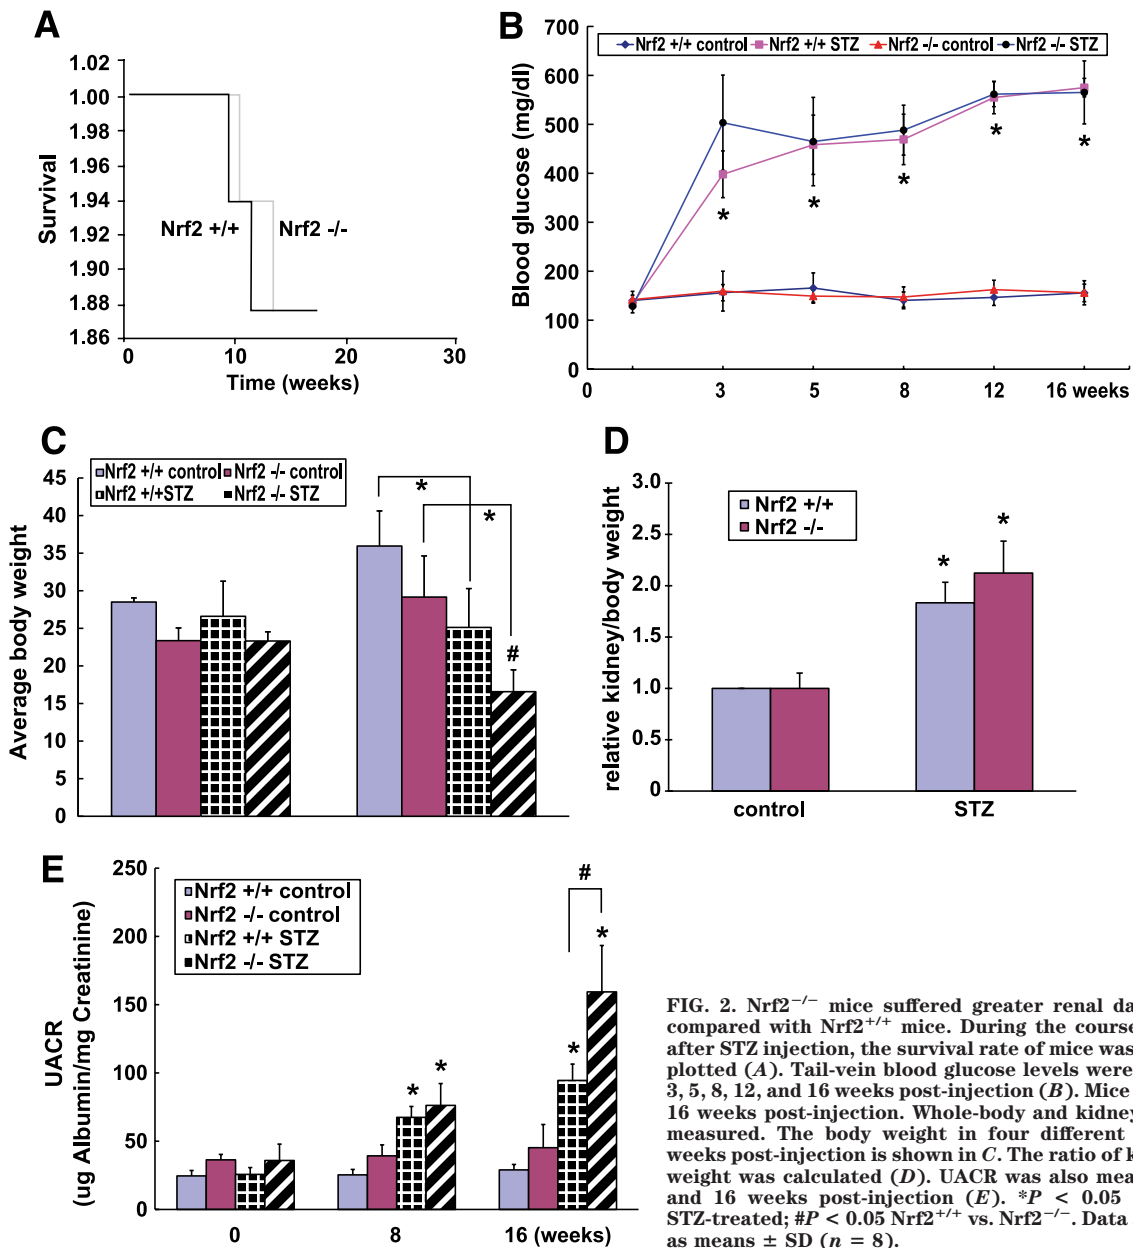 A
1.02
1.00
1.98
1.96
1.94
1.92
1.90
1.88
1.86
Survival
Nrf2 +/+
Nrf2 -/-
0
10
20
30
Time (weeks)
B
700
600
500
400
300
200
100
0
Blood glucose (mg/dl)
Nrf2 +/+ control
Nrf2 +/+ STZ
Nrf2 -/- control
Nrf2 -/- STZ
*
*
*
*
*
0
3
5
8
12
16 weeks
C
Nrf2 +/+ control
Nrf2 -/- control
Nrf2 +/+STZ
Nrf2 -/- STZ
45
40
35
30
25
20
15
10
5
0
Average body weight
*
*
#
D
3.0
2.5
2.0
1.0
1.0
0.5
0
relative kidney/body weight
Nrf2 +/+
Nrf2 -/-
*
*
control
STZ
E
250
200
150
100
50
0
UACR
(ug Albumin/mg Creatinine)
Nrf2 +/+ control
Nrf2 -/- control
Nrf2 +/+ STZ
Nrf2 -/- STZ
*
*
*
*
#
0
8
16 (weeks)
FIG. 2. Nrf2−/− mice suffered greater renal da
compared with Nrf2+/+ mice. During the course
after STZ injection, the survival rate of mice was
plotted (A). Tail-vein blood glucose levels were
3, 5, 8, 12, and 16 weeks post-injection (B). Mice
16 weeks post-injection. Whole-body and kidney
measured. The body weight in four different
weeks post-injection is shown in C. The ratio of k
weight was calculated (D). UACR was also mea
and 16 weeks post-injection (E). *P < 0.05
STZ-treated; #P < 0.05 Nrf2+/+ vs. Nrf2−/−. Data
as means ± SD (n = 8).